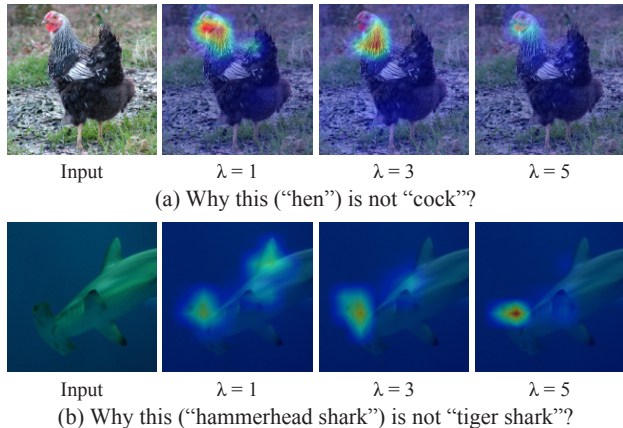 Input λ = 1 λ = 3 λ = 5
(a) Why this (“hen”) is not “cock”?
Input λ = 1 λ = 3 λ = 5
(b) Why this (“hammerhead shark”) is not “tiger shark”?